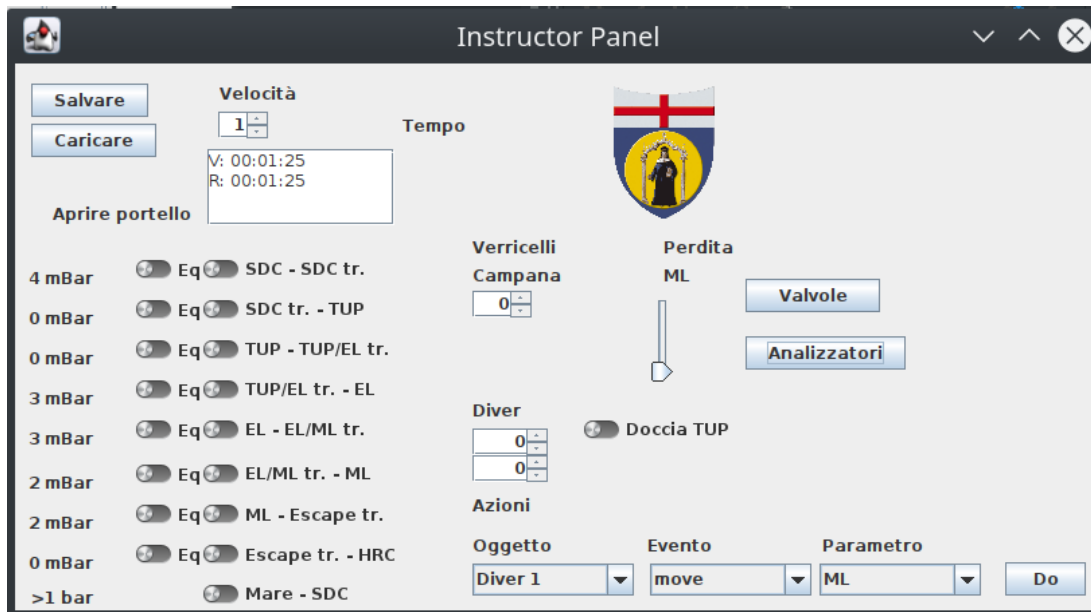 Instructor Panel
Salvare
Velocità
1
Caricare
Tempo
V: 00:01:25
R: 00:01:25
Aprire portello
Verricelli
Perdita
4 mBar Eq SDC - SDC tr.
Campana
ML
0
Valvole
0 mBar Eq SDC tr. - TUP
0 mBar Eq TUP - TUP/EL tr.
Analizzatori
3 mBar Eq TUP/EL tr. - EL
Diver
3 mBar Eq EL - EL/ML tr.
0
Doccia TUP
0
2 mBar Eq EL/ML tr. - ML
Azioni
2 mBar Eq ML - Escape tr.
Oggetto Evento Parametro
0 mBar Eq Escape tr. - HRC
Diver 1 move ML Do
>1 bar Mare - SDC